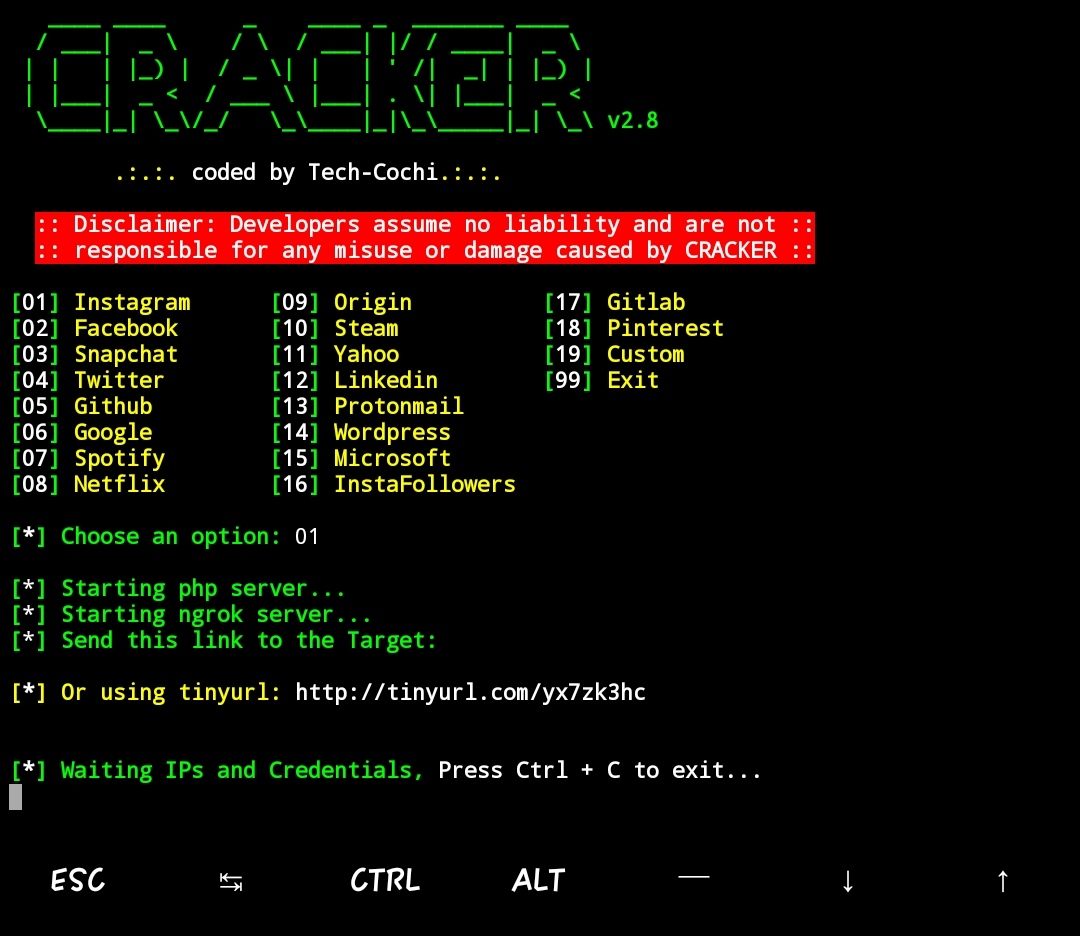 CRACKER v2.8
.:.:. coded by Tech-Cochi.:.:.
:: Disclaimer: Developers assume no liability and are not ::
:: responsible for any misuse or damage caused by CRACKER ::
[01] Instagram [09] Origin [17] Gitlab
[02] Facebook [10] Steam [18] Pinterest
[03] Snapchat [11] Yahoo [19] Custom
[04] Twitter [12] Linkedin [99] Exit
[05] Github [13] Protonmail
[06] Google [14] Wordpress
[07] Spotify [15] Microsoft
[08] Netflix [16] InstaFollowers
[*] Choose an option: 01
[*] Starting php server...
[*] Starting ngrok server...
[*] Send this link to the Target:
[*] Or using tinyurl: http://tinyurl.com/yx7zk3hc
[*] Waiting IPs and Credentials, Press Ctrl + C to exit...
ESC ↹ CTRL ALT — ↓ ↑